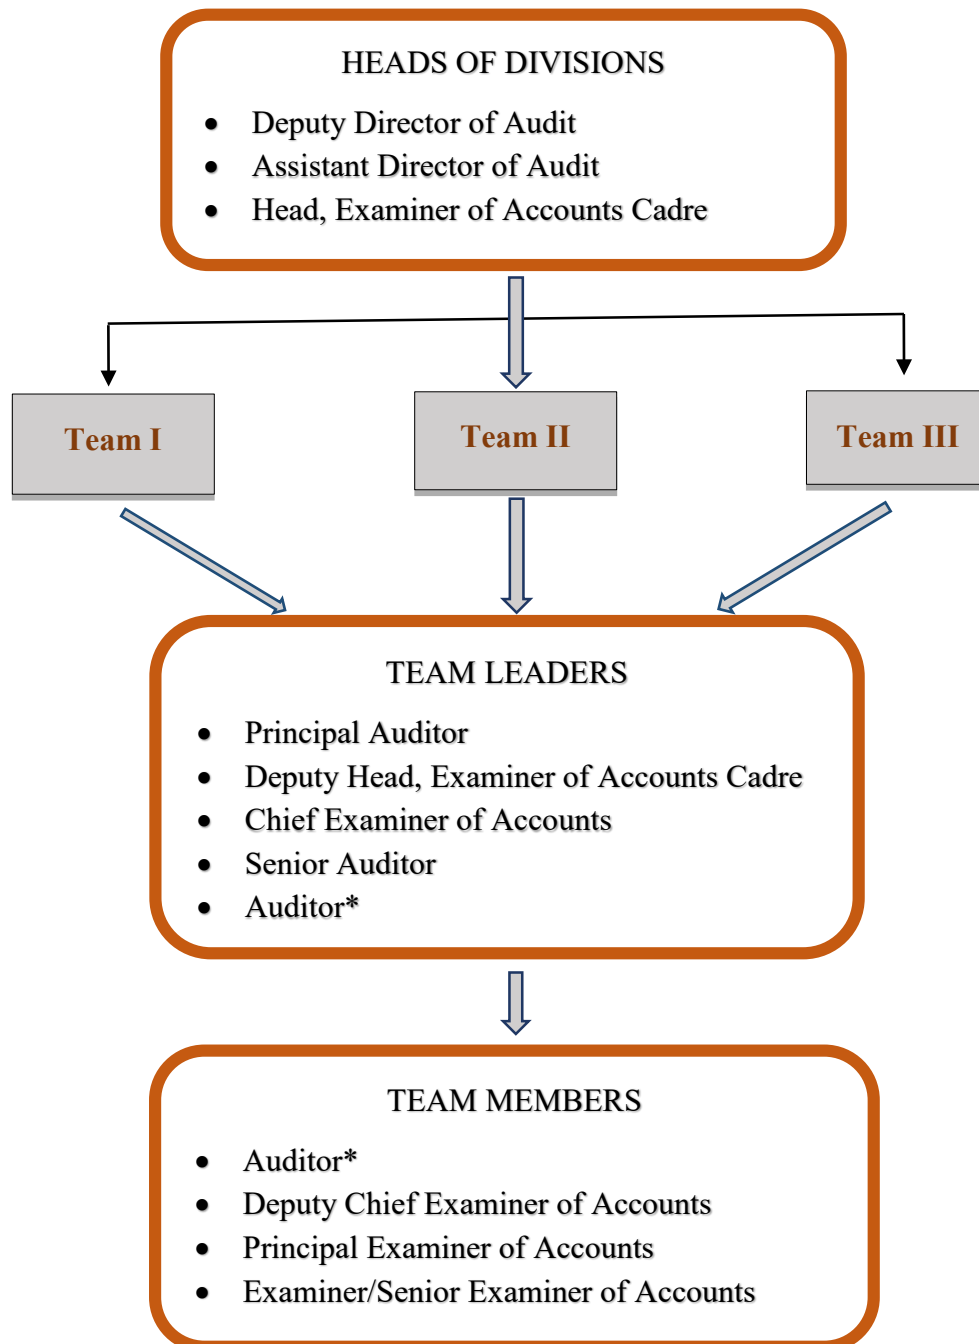 HEADS OF DIVISIONS
• Deputy Director of Audit
• Assistant Director of Audit
• Head, Examiner of Accounts Cadre
Team I
Team II
Team III
TEAM LEADERS
• Principal Auditor
• Deputy Head, Examiner of Accounts Cadre
• Chief Examiner of Accounts
• Senior Auditor
• Auditor*
TEAM MEMBERS
• Auditor*
• Deputy Chief Examiner of Accounts
• Principal Examiner of Accounts
• Examiner/Senior Examiner of Accounts